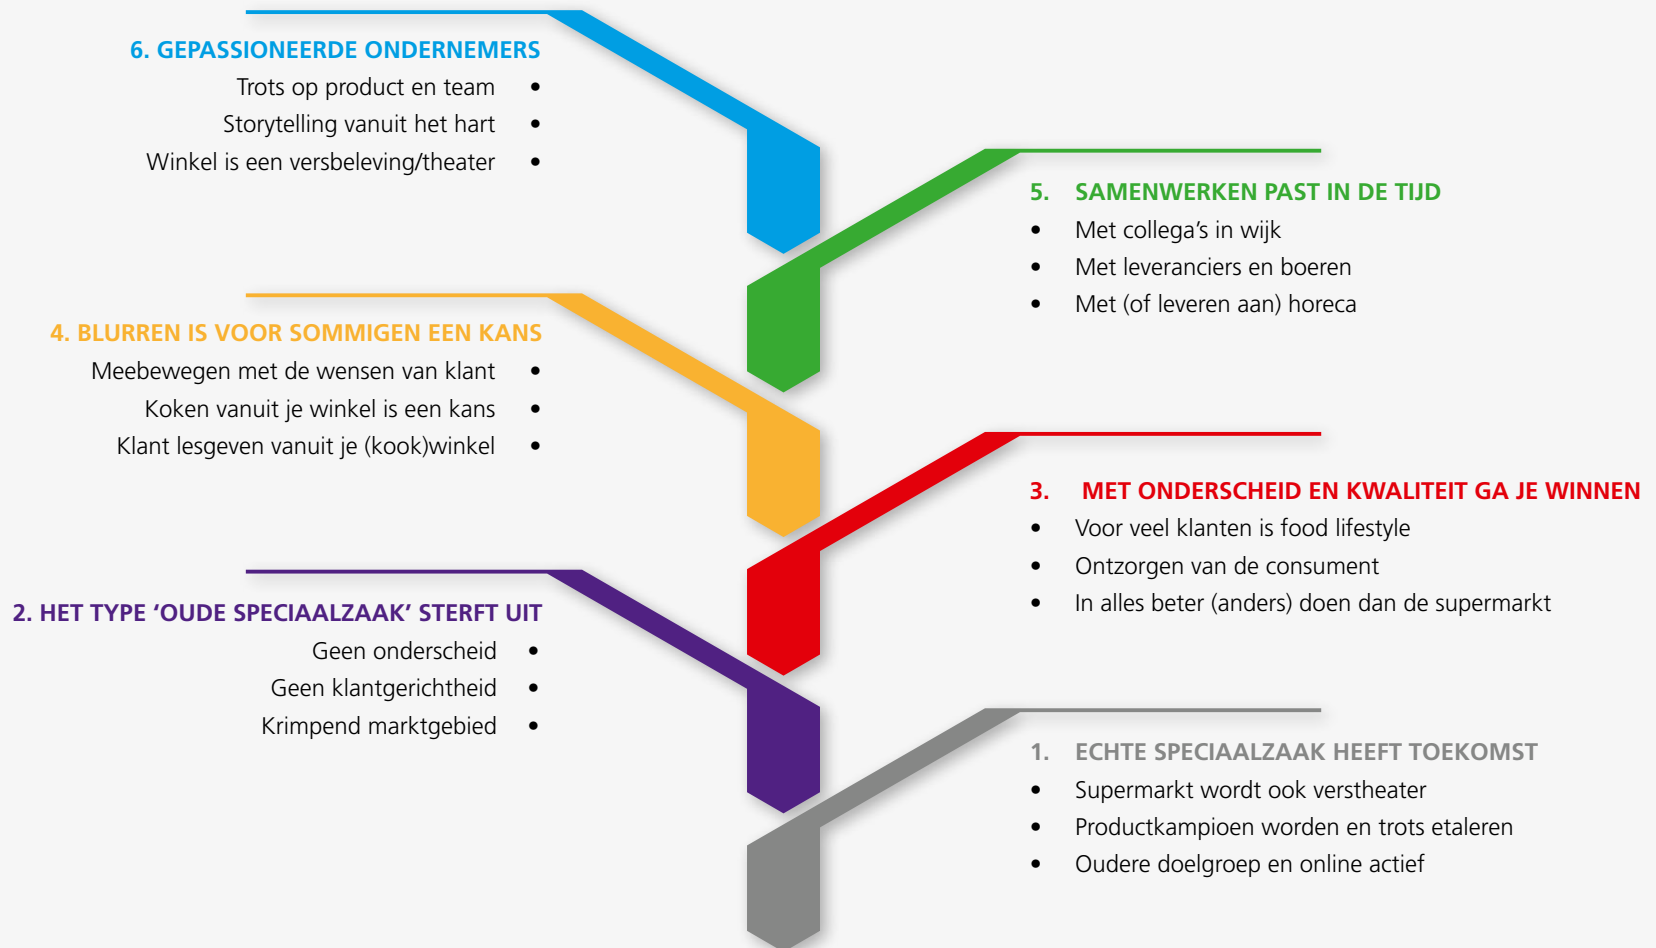 6. GEPASSIONEERDE ONDERNEMERS
Trots op product en team •
Storytelling vanuit het hart •
Winkel is een versbeleving/theater •
5. SAMENWERKEN PAST IN DE TIJD
• Met collega’s in wijk
• Met leveranciers en boeren
• Met (of leveren aan) horeca
4. BLURREN IS VOOR SOMMIGEN EEN KANS
Meebewegen met de wensen van klant •
Koken vanuit je winkel is een kans •
Klant lesgeven vanuit je (kook)winkel •
3. MET ONDERSCHEID EN KWALITEIT GA JE WINNEN
• Voor veel klanten is food lifestyle
• Ontzorgen van de consument
• In alles beter (anders) doen dan de supermarkt
2. HET TYPE ‘OUDE SPECIAALZAAK’ STERFT UIT
Geen onderscheid •
Geen klantgerichtheid •
Krimpend marktgebied •
1. ECHTE SPECIAALZAAK HEEFT TOEKOMST
• Supermarkt wordt ook verstheater
• Productkampioen worden en trots etaleren
• Oudere doelgroep en online actief